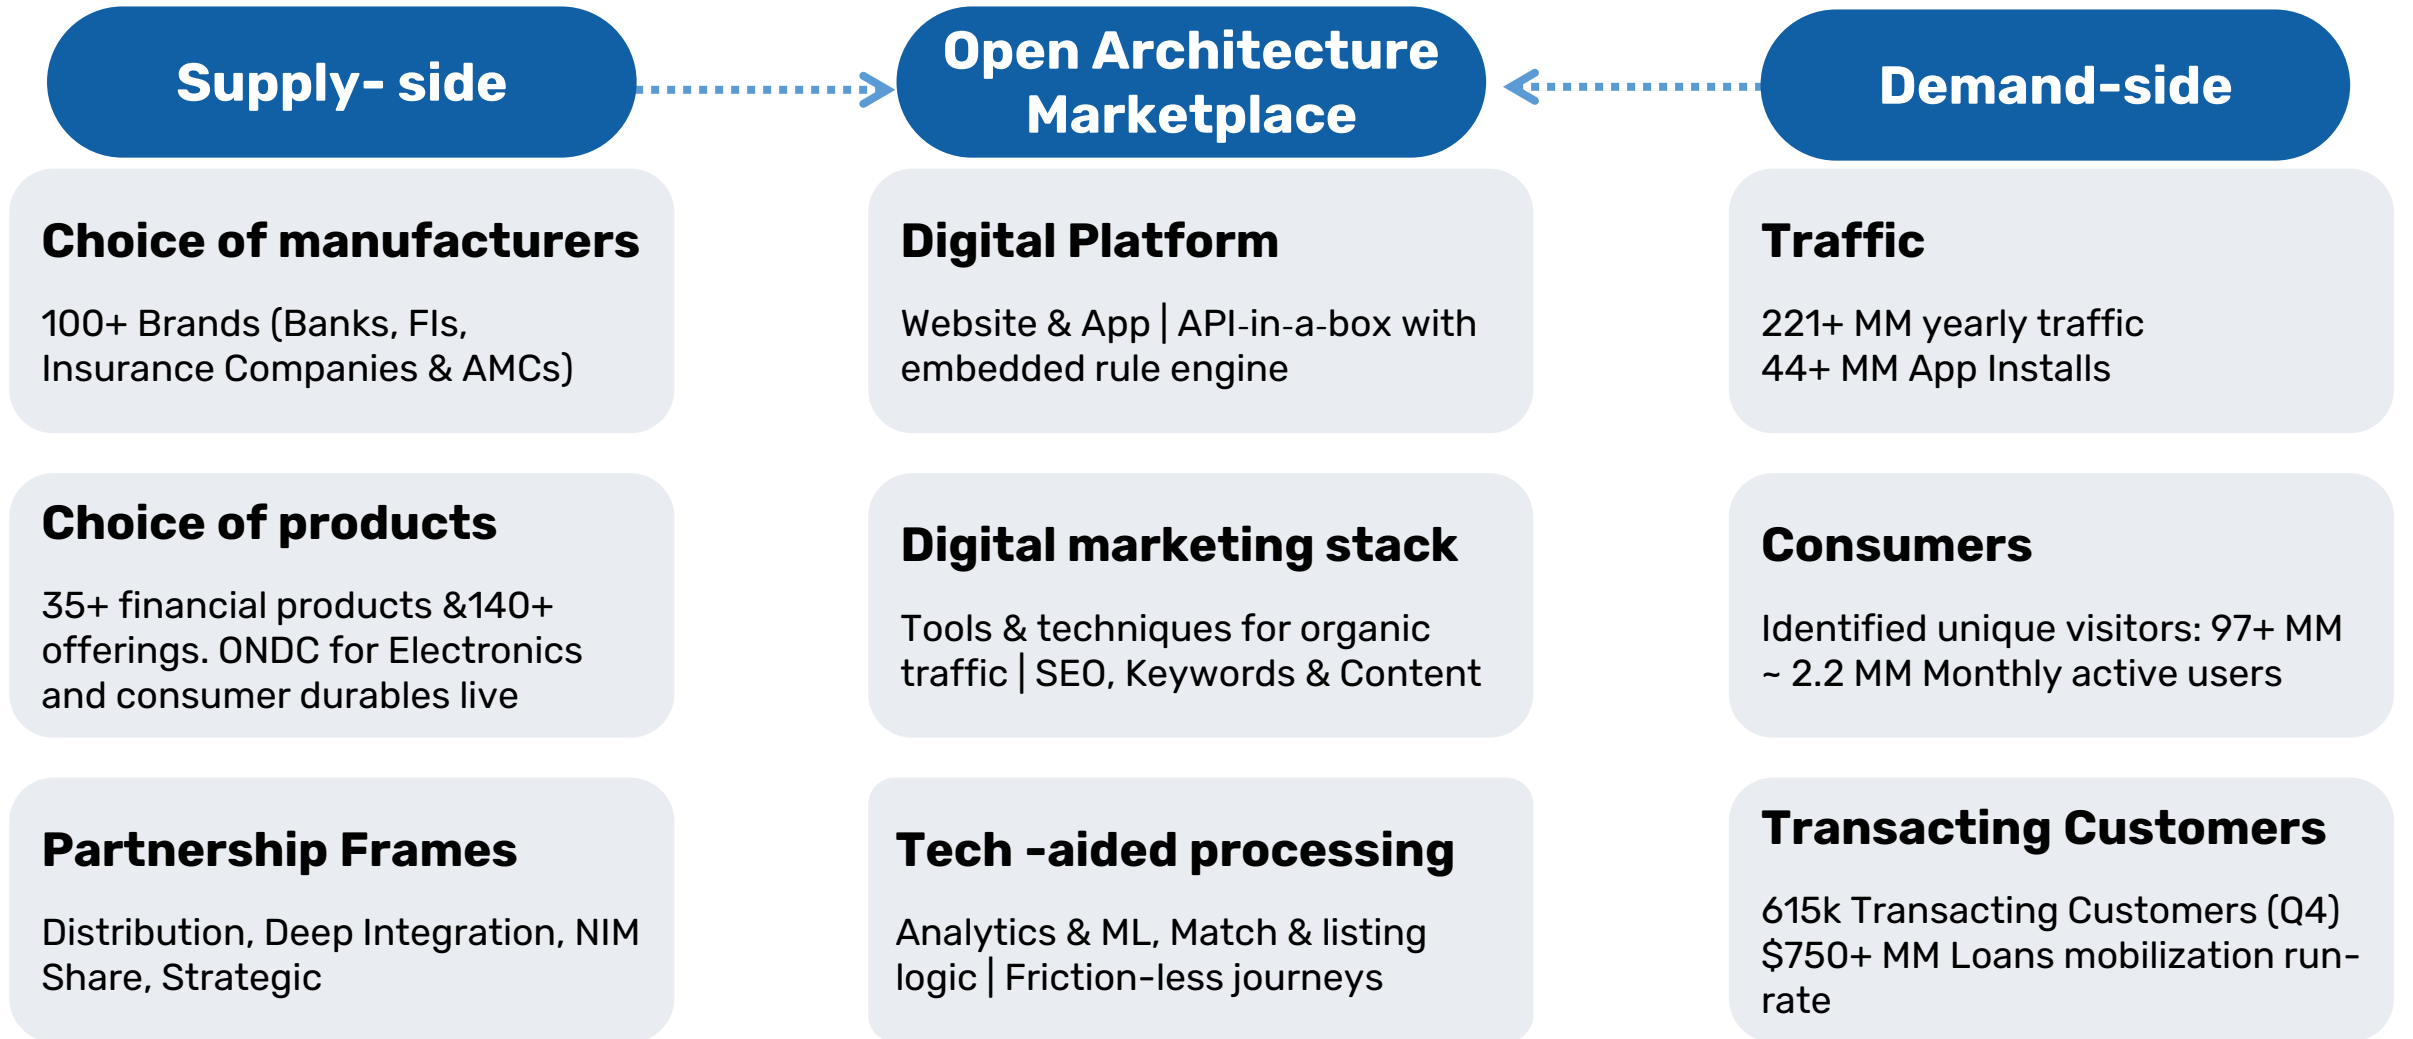 Supply- side
Choice of manufacturers
100+ Brands (Banks, FIs,
Insurance Companies & AMCs)
Choice of products
35+ financial products &140+
offerings. ONDC for Electronics
and consumer durables live
Partnership Frames
Distribution, Deep Integration, NIM
Share, Strategic
Open Architecture
Marketplace
Digital Platform
Website & App | API-in-a-box with
embedded rule engine
Digital marketing stack
Tools & techniques for organic
traffic | SEO, Keywords & Content
Tech -aided processing
Analytics & ML, Match & listing
logic | Friction-less journeys
Demand-side
Traffic
221+ MM yearly traffic
44+ MM App Installs
Consumers
Identified unique visitors: 97+ MM
~ 2.2 MM Monthly active users
Transacting Customers
615k Transacting Customers (Q4)
$750+ MM Loans mobilization run-
rate